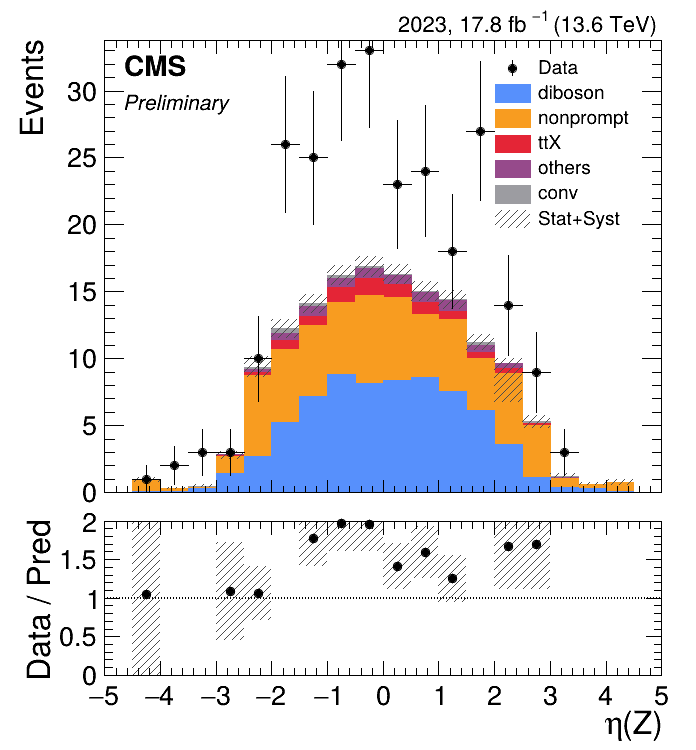 2023, 17.8 fb⁻¹ (13.6 TeV)
Events
CMS
Preliminary
Data
diboson
nonprompt
ttX
others
conv
Stat+Syst
30
25
20
15
10
5
0
Data / Pred
2
1.5
1
0.5
0
−5 −4 −3 −2 −1 0 1 2 3 4 5
η(Z)